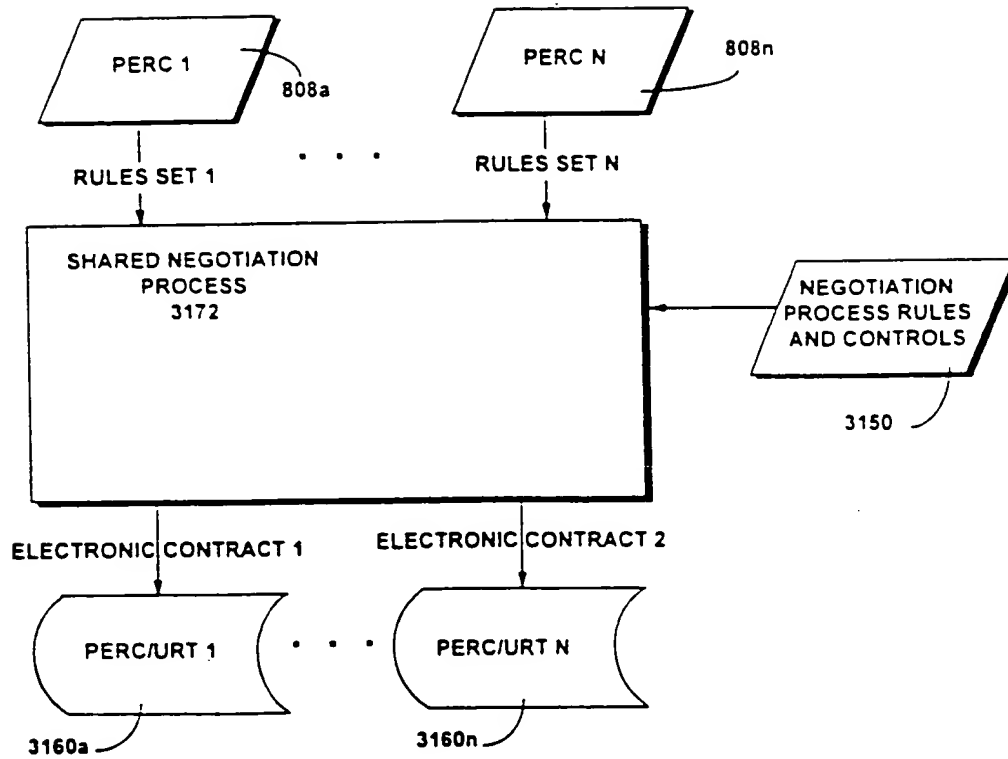 PERC 1
808a
PERC N
808n
RULES SET 1
RULES SET N
SHARED NEGOTIATION
PROCESS
3172
NEGOTIATION
PROCESS RULES
AND CONTROLS
3150
ELECTRONIC CONTRACT 1
ELECTRONIC CONTRACT 2
PERC/URT 1
PERC/URT N
3160a
3160n